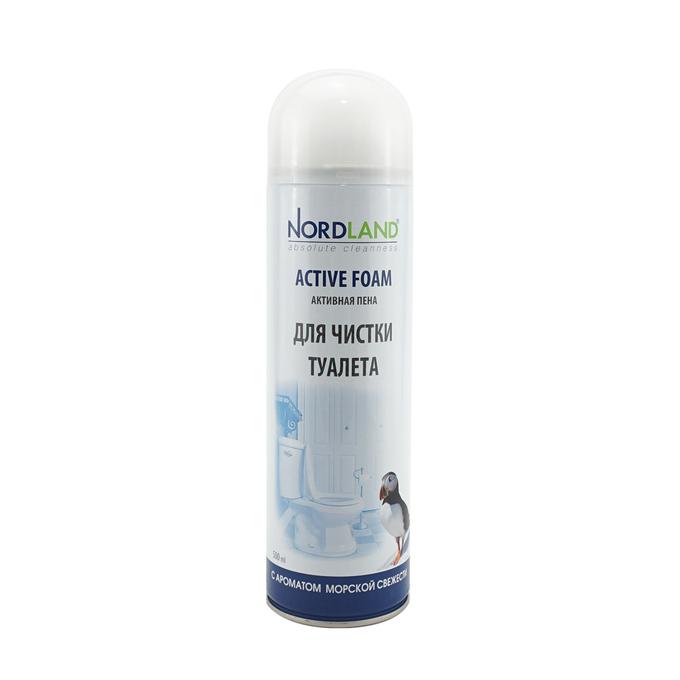 NORDLAND®
absolute cleanness
ACTIVE FOAM
АКТИВНАЯ ПЕНА
ДЛЯ ЧИСТКИ
ТУАЛЕТА
500 ml
С АРОМАТОМ МОРСКОЙ СВЕЖЕСТИ